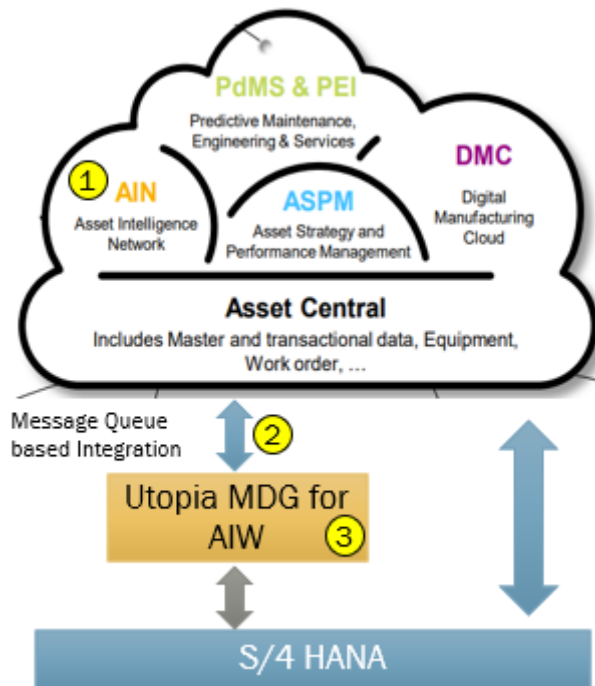 PdMS & PEI
Predictive Maintenance,
Engineering & Services
DMC
Digital
Manufacturing
Cloud
1
AIN
Asset Intelligence
Network
ASPM
Asset Strategy and
Performance Management
Asset Central
Includes Master and transactional data, Equipment,
Work order, ...
Message Queue
based Integration
2
Utopia MDG for
AIW
3
S/4 HANA